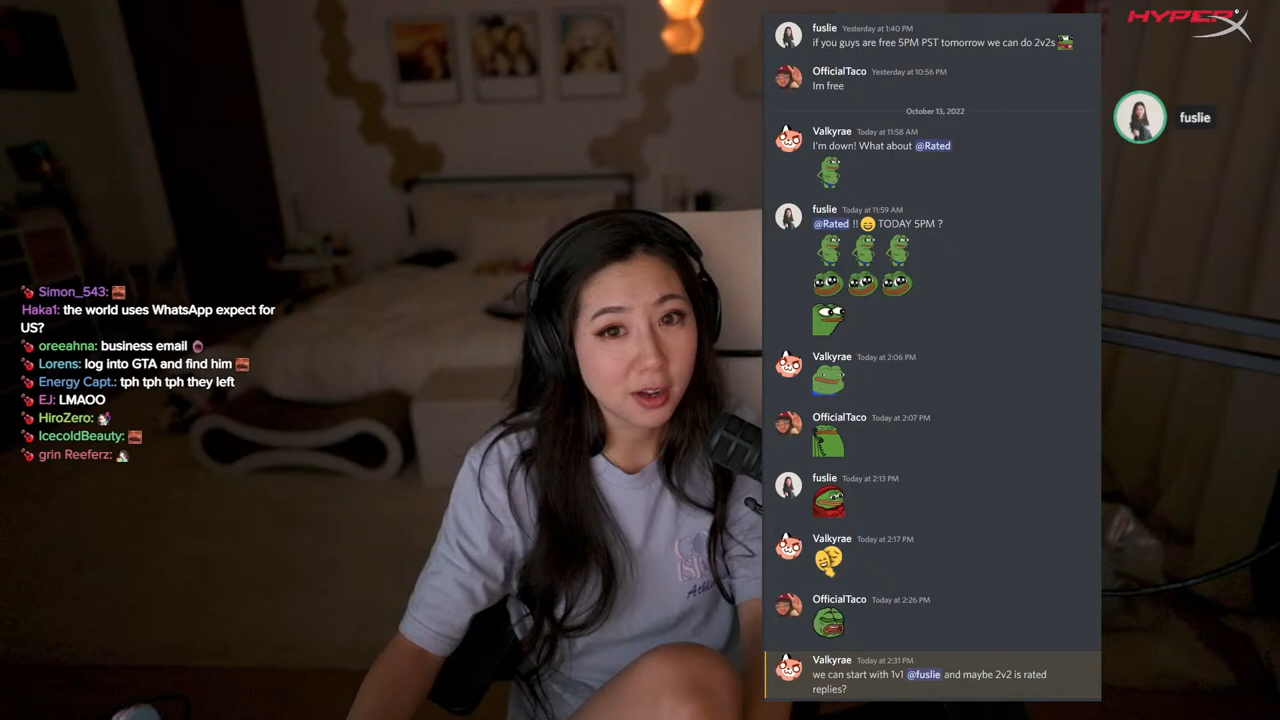 Simon_543:
Haka1: the world uses WhatsApp expect for
US?
oreeahna: business email
Lorens: log into GTA and find him
Energy Capt.: tph tph tph they left
EJ: LMAOO
HiroZero:
IcecoldBeauty:
grin Reeferz:
fuslie Yesterday at 1:40 PM
if you guys are free 5PM PST tomorrow we can do 2v2s
OfficialTaco Yesterday at 10:56 PM
Im free
October 13, 2022
Valkyrae Today at 11:58 AM
I'm down! What about @Rated
fuslie Today at 11:59 AM
@Rated !! TODAY 5PM ?
Valkyrae Today at 2:06 PM
OfficialTaco Today at 2:07 PM
fuslie Today at 2:13 PM
Valkyrae Today at 2:17 PM
OfficialTaco Today at 2:26 PM
Valkyrae Today at 2:31 PM
we can start with 1v1 @fuslie and maybe 2v2 is rated
replies?
HYPERX
fuslie